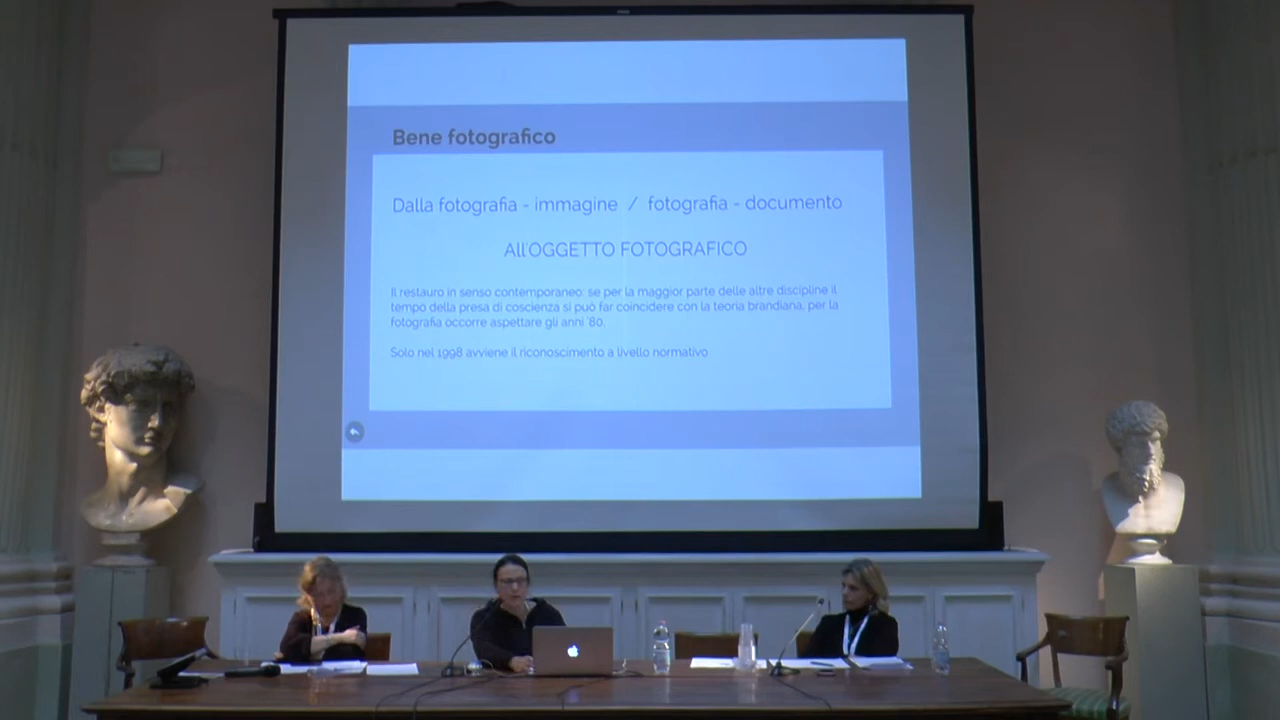 Bene fotografico
Dalla fotografia - immagine / fotografia - documento
All'OGGETTO FOTOGRAFICO
Il restauro in senso contemporaneo: se per la maggior parte delle altre discipline il
tempo della presa di coscienza si può far coincidere con la teoria brandiana, per la
fotografia occorre aspettare gli anni '80.
Solo nel 1998 avviene il riconoscimento a livello normativo